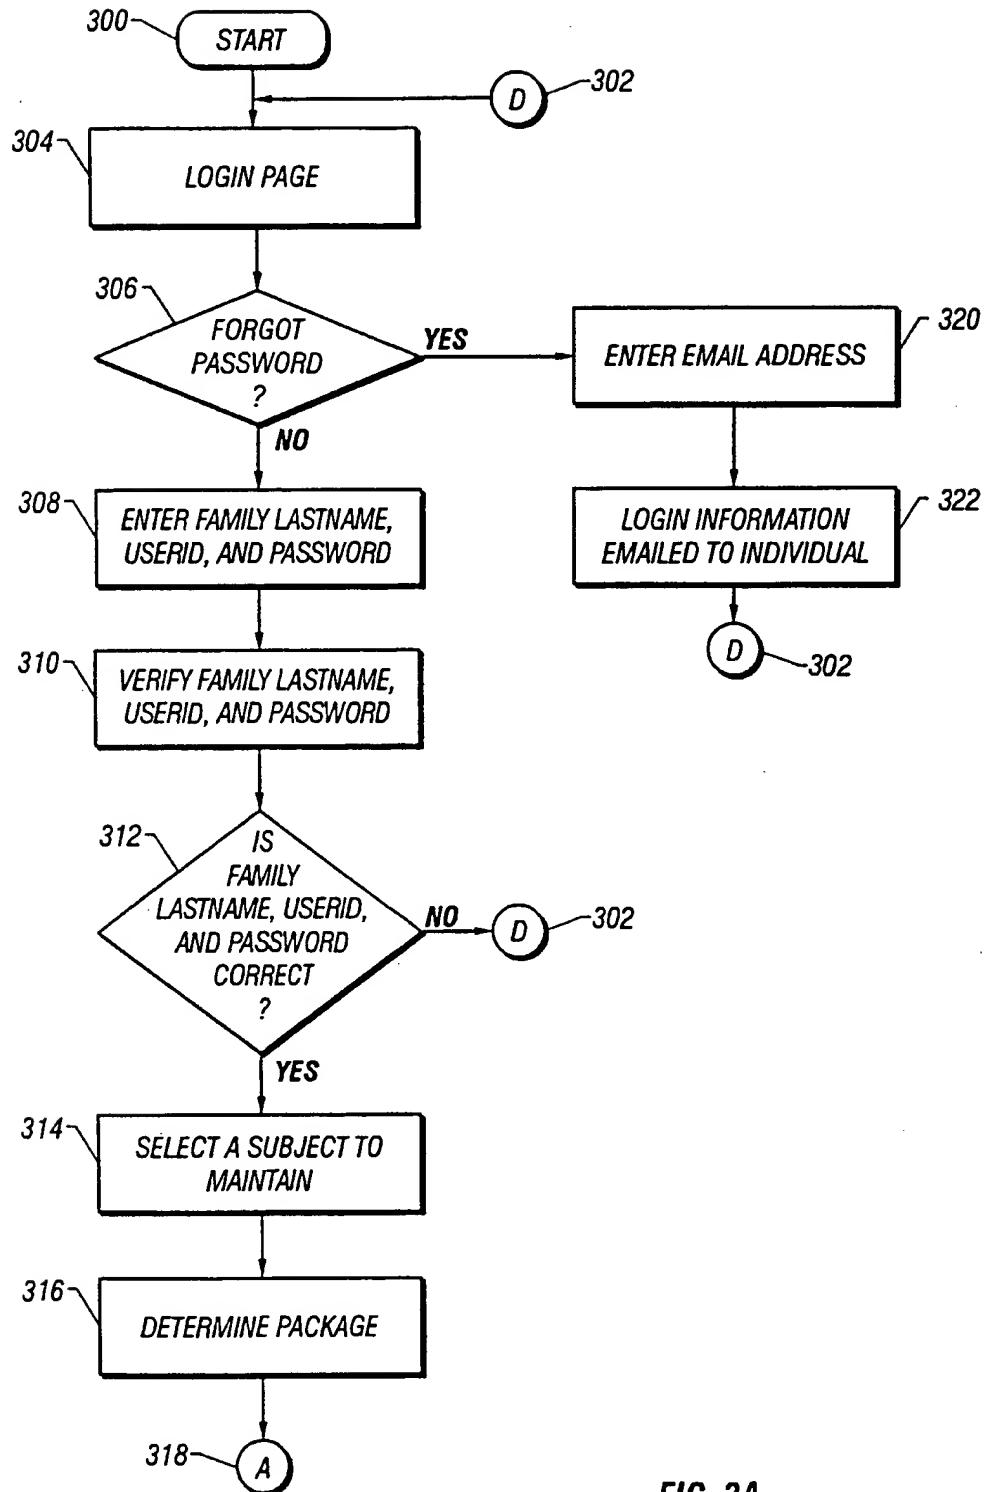 300
START
D
302
304
LOGIN PAGE
306
FORGOT
PASSWORD
?
YES
NO
320
ENTER EMAIL ADDRESS
322
LOGIN INFORMATION
EMAILED TO INDIVIDUAL
D
302
308
ENTER FAMILY LASTNAME,
USERID, AND PASSWORD
310
VERIFY FAMILY LASTNAME,
USERID, AND PASSWORD
312
IS
FAMILY
LASTNAME, USERID,
AND PASSWORD
CORRECT
?
NO
D
302
YES
314
SELECT A SUBJECT TO
MAINTAIN
316
DETERMINE PACKAGE
318
A